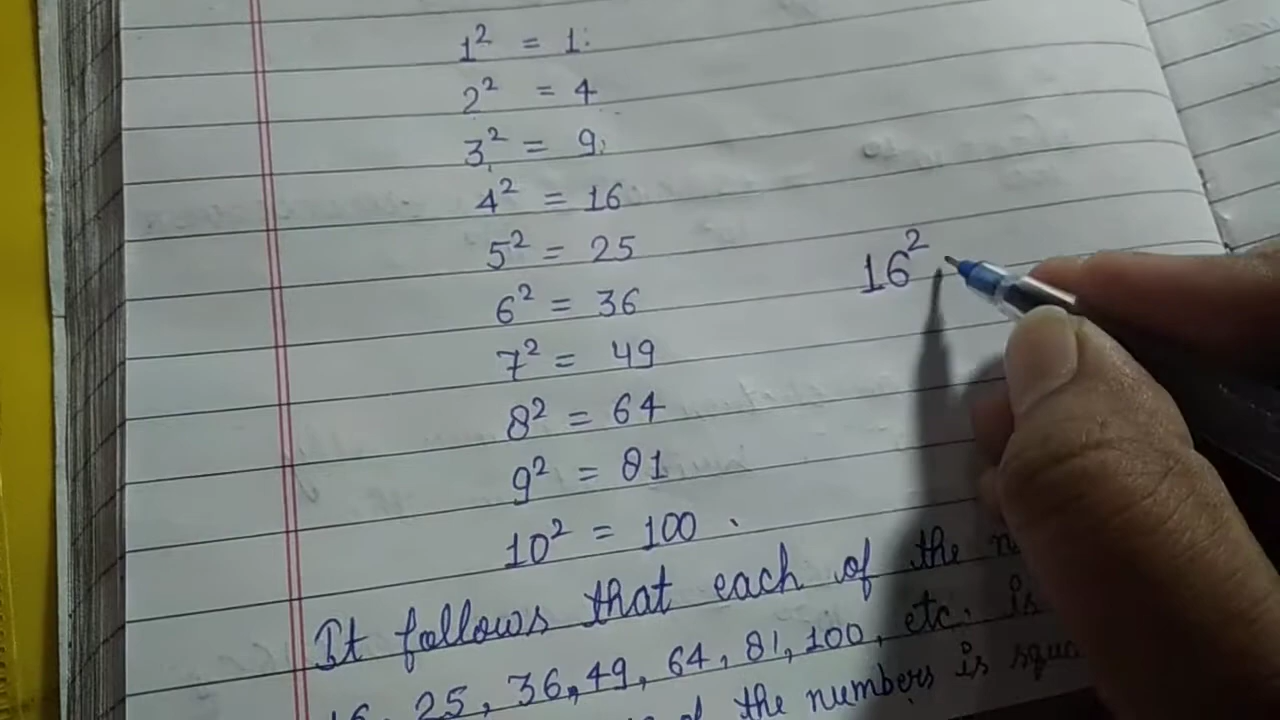 1² = 1.
2² = 4
3² = 9,
4² = 16
5² = 25
16²
6² = 36
7² = 49
8² = 64
9² = 81
10² = 100 .
It follows that each of the
25, 36, 49, 64, 81, 100, etc. is
of the numbers is